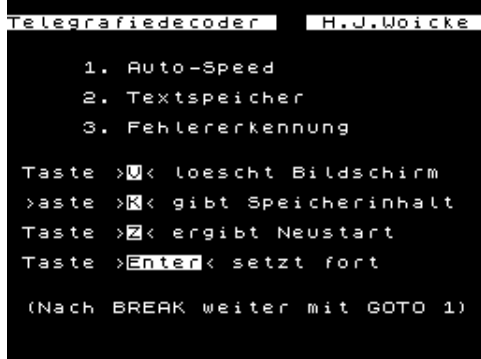 Telegrafiedecoder H.J.Woicke
1. Auto-Speed
2. Textspeicher
3. Fehlererkennung
Taste >V< loescht Bildschirm
>aste >K< gibt Speicherinhalt
Taste >Z< ergibt Neustart
Taste >Enter< setzt fort
(Nach BREAK weiter mit GOTO 1)